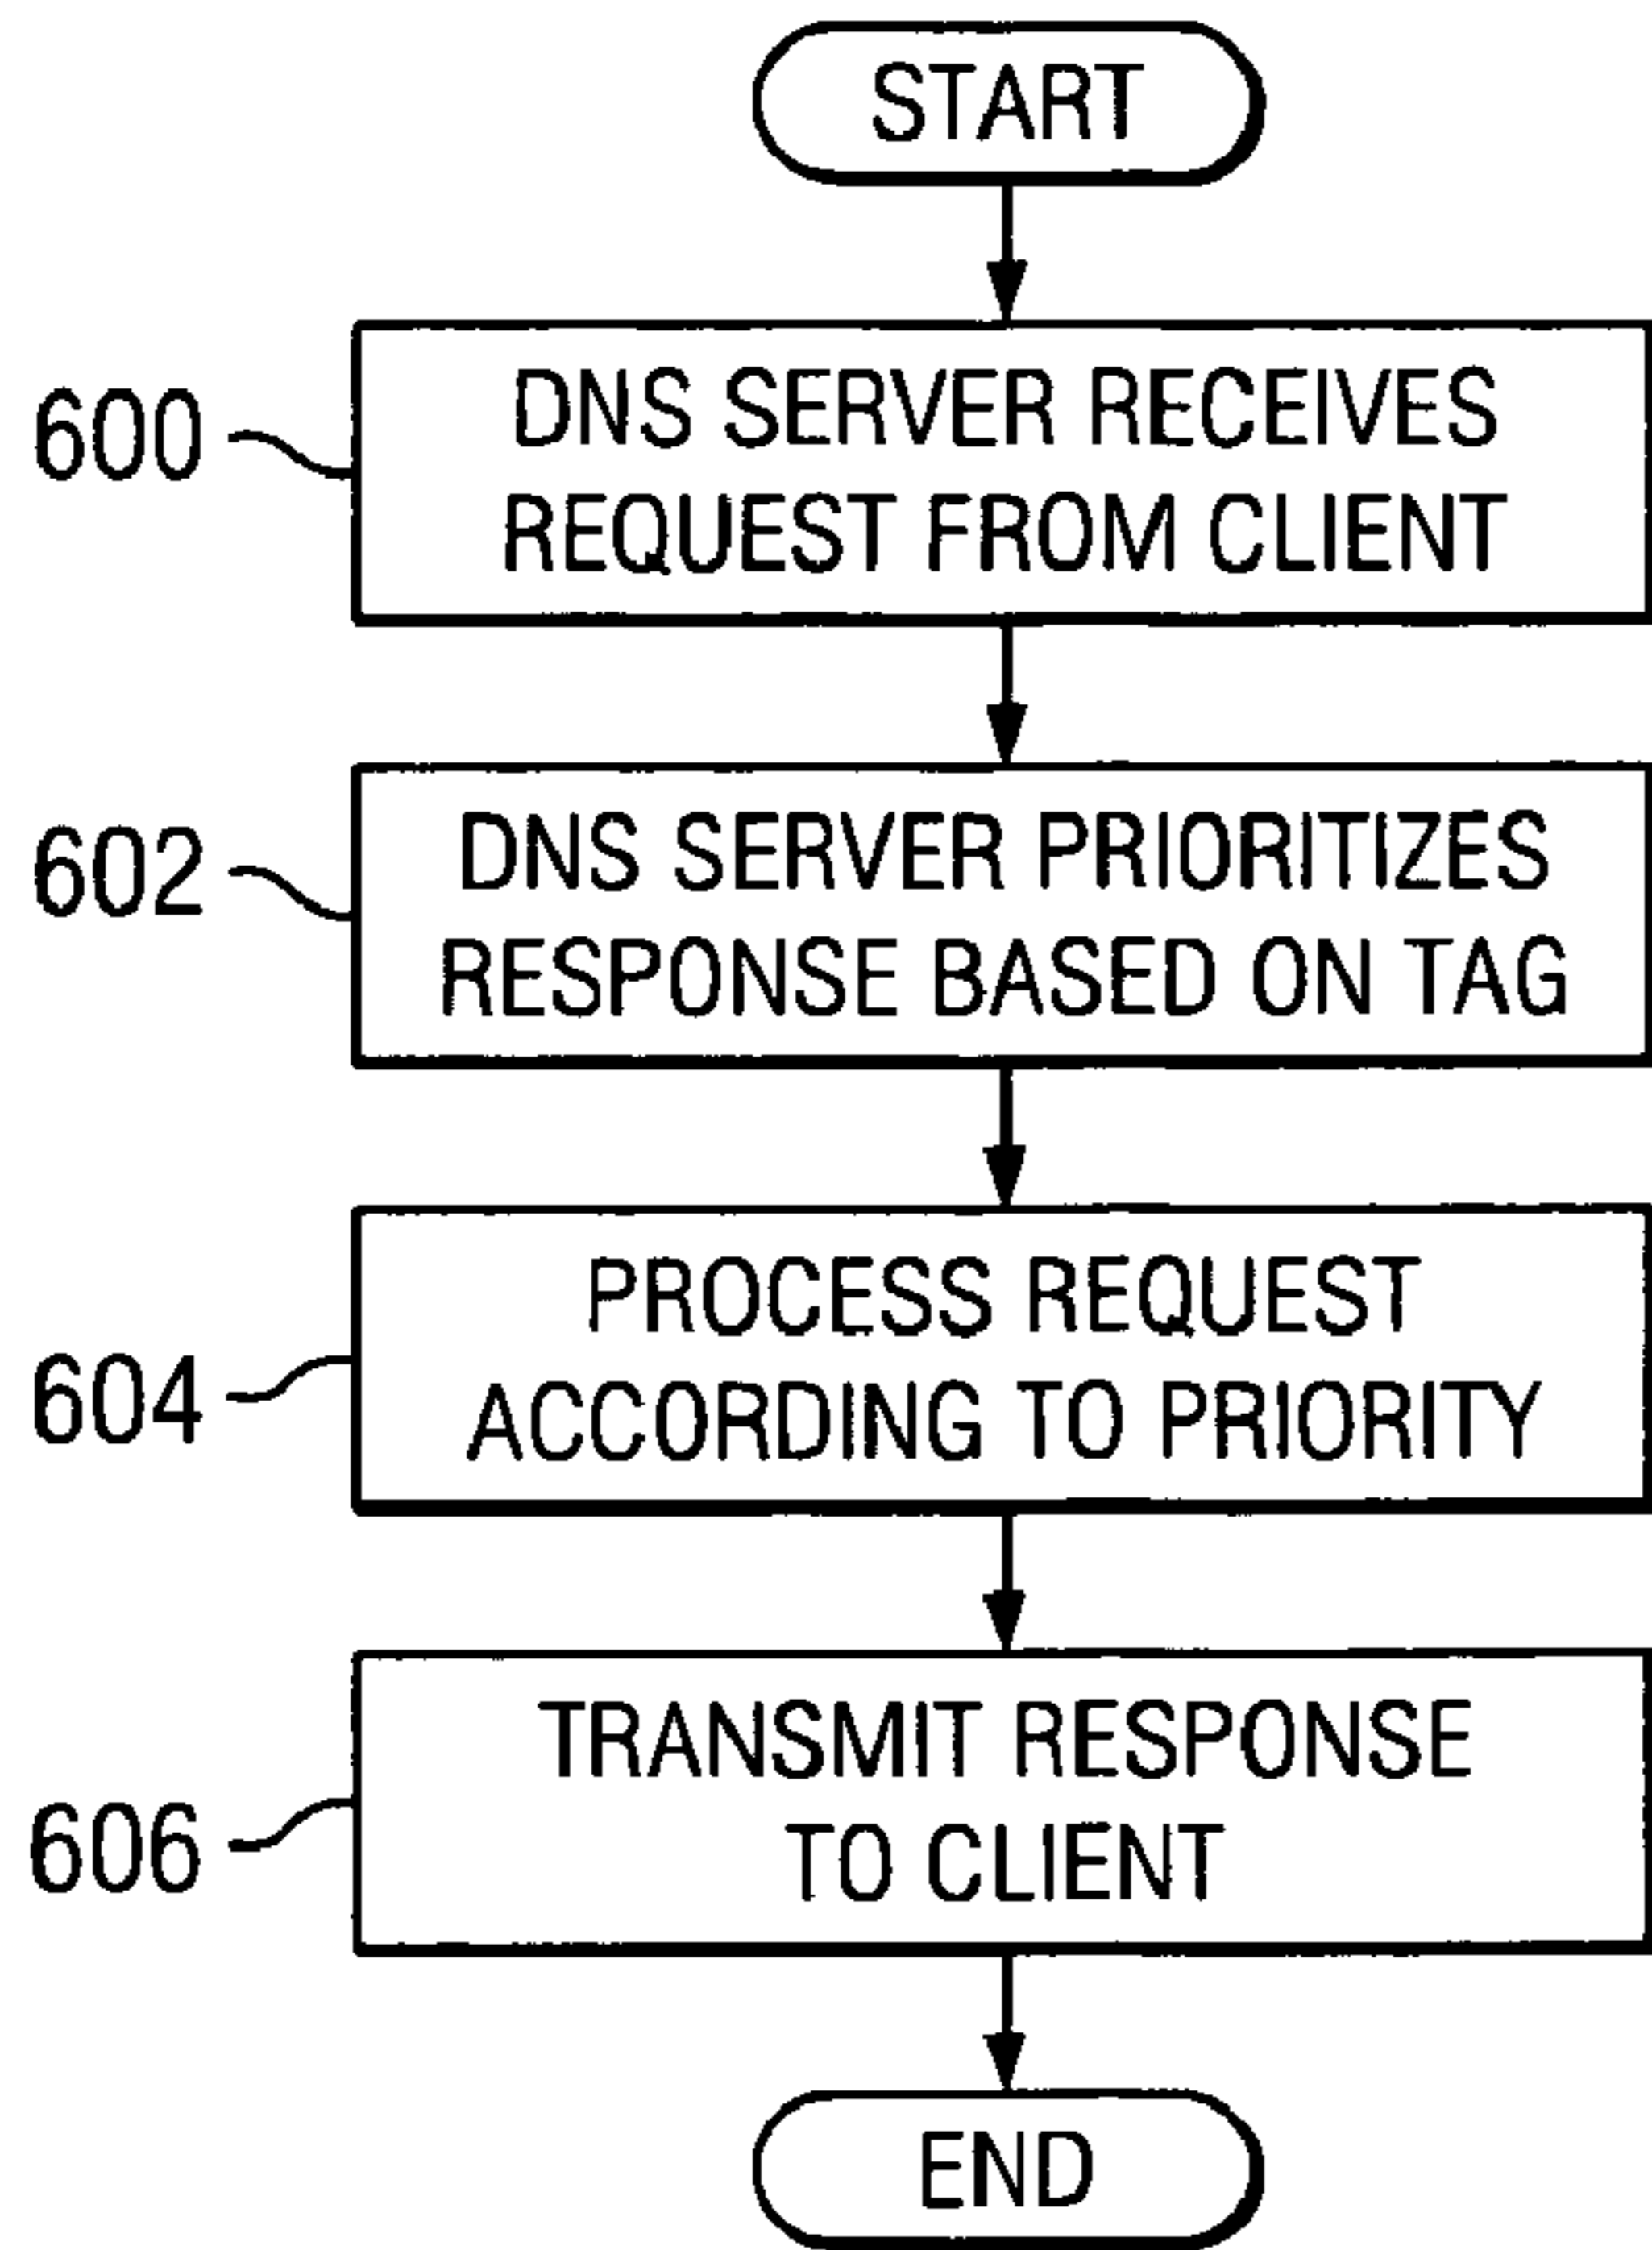 START
600
DNS SERVER RECEIVES
REQUEST FROM CLIENT
602
DNS SERVER PRIORITIZES
RESPONSE BASED ON TAG
604
PROCESS REQUEST
ACCORDING TO PRIORITY
606
TRANSMIT RESPONSE
TO CLIENT
END